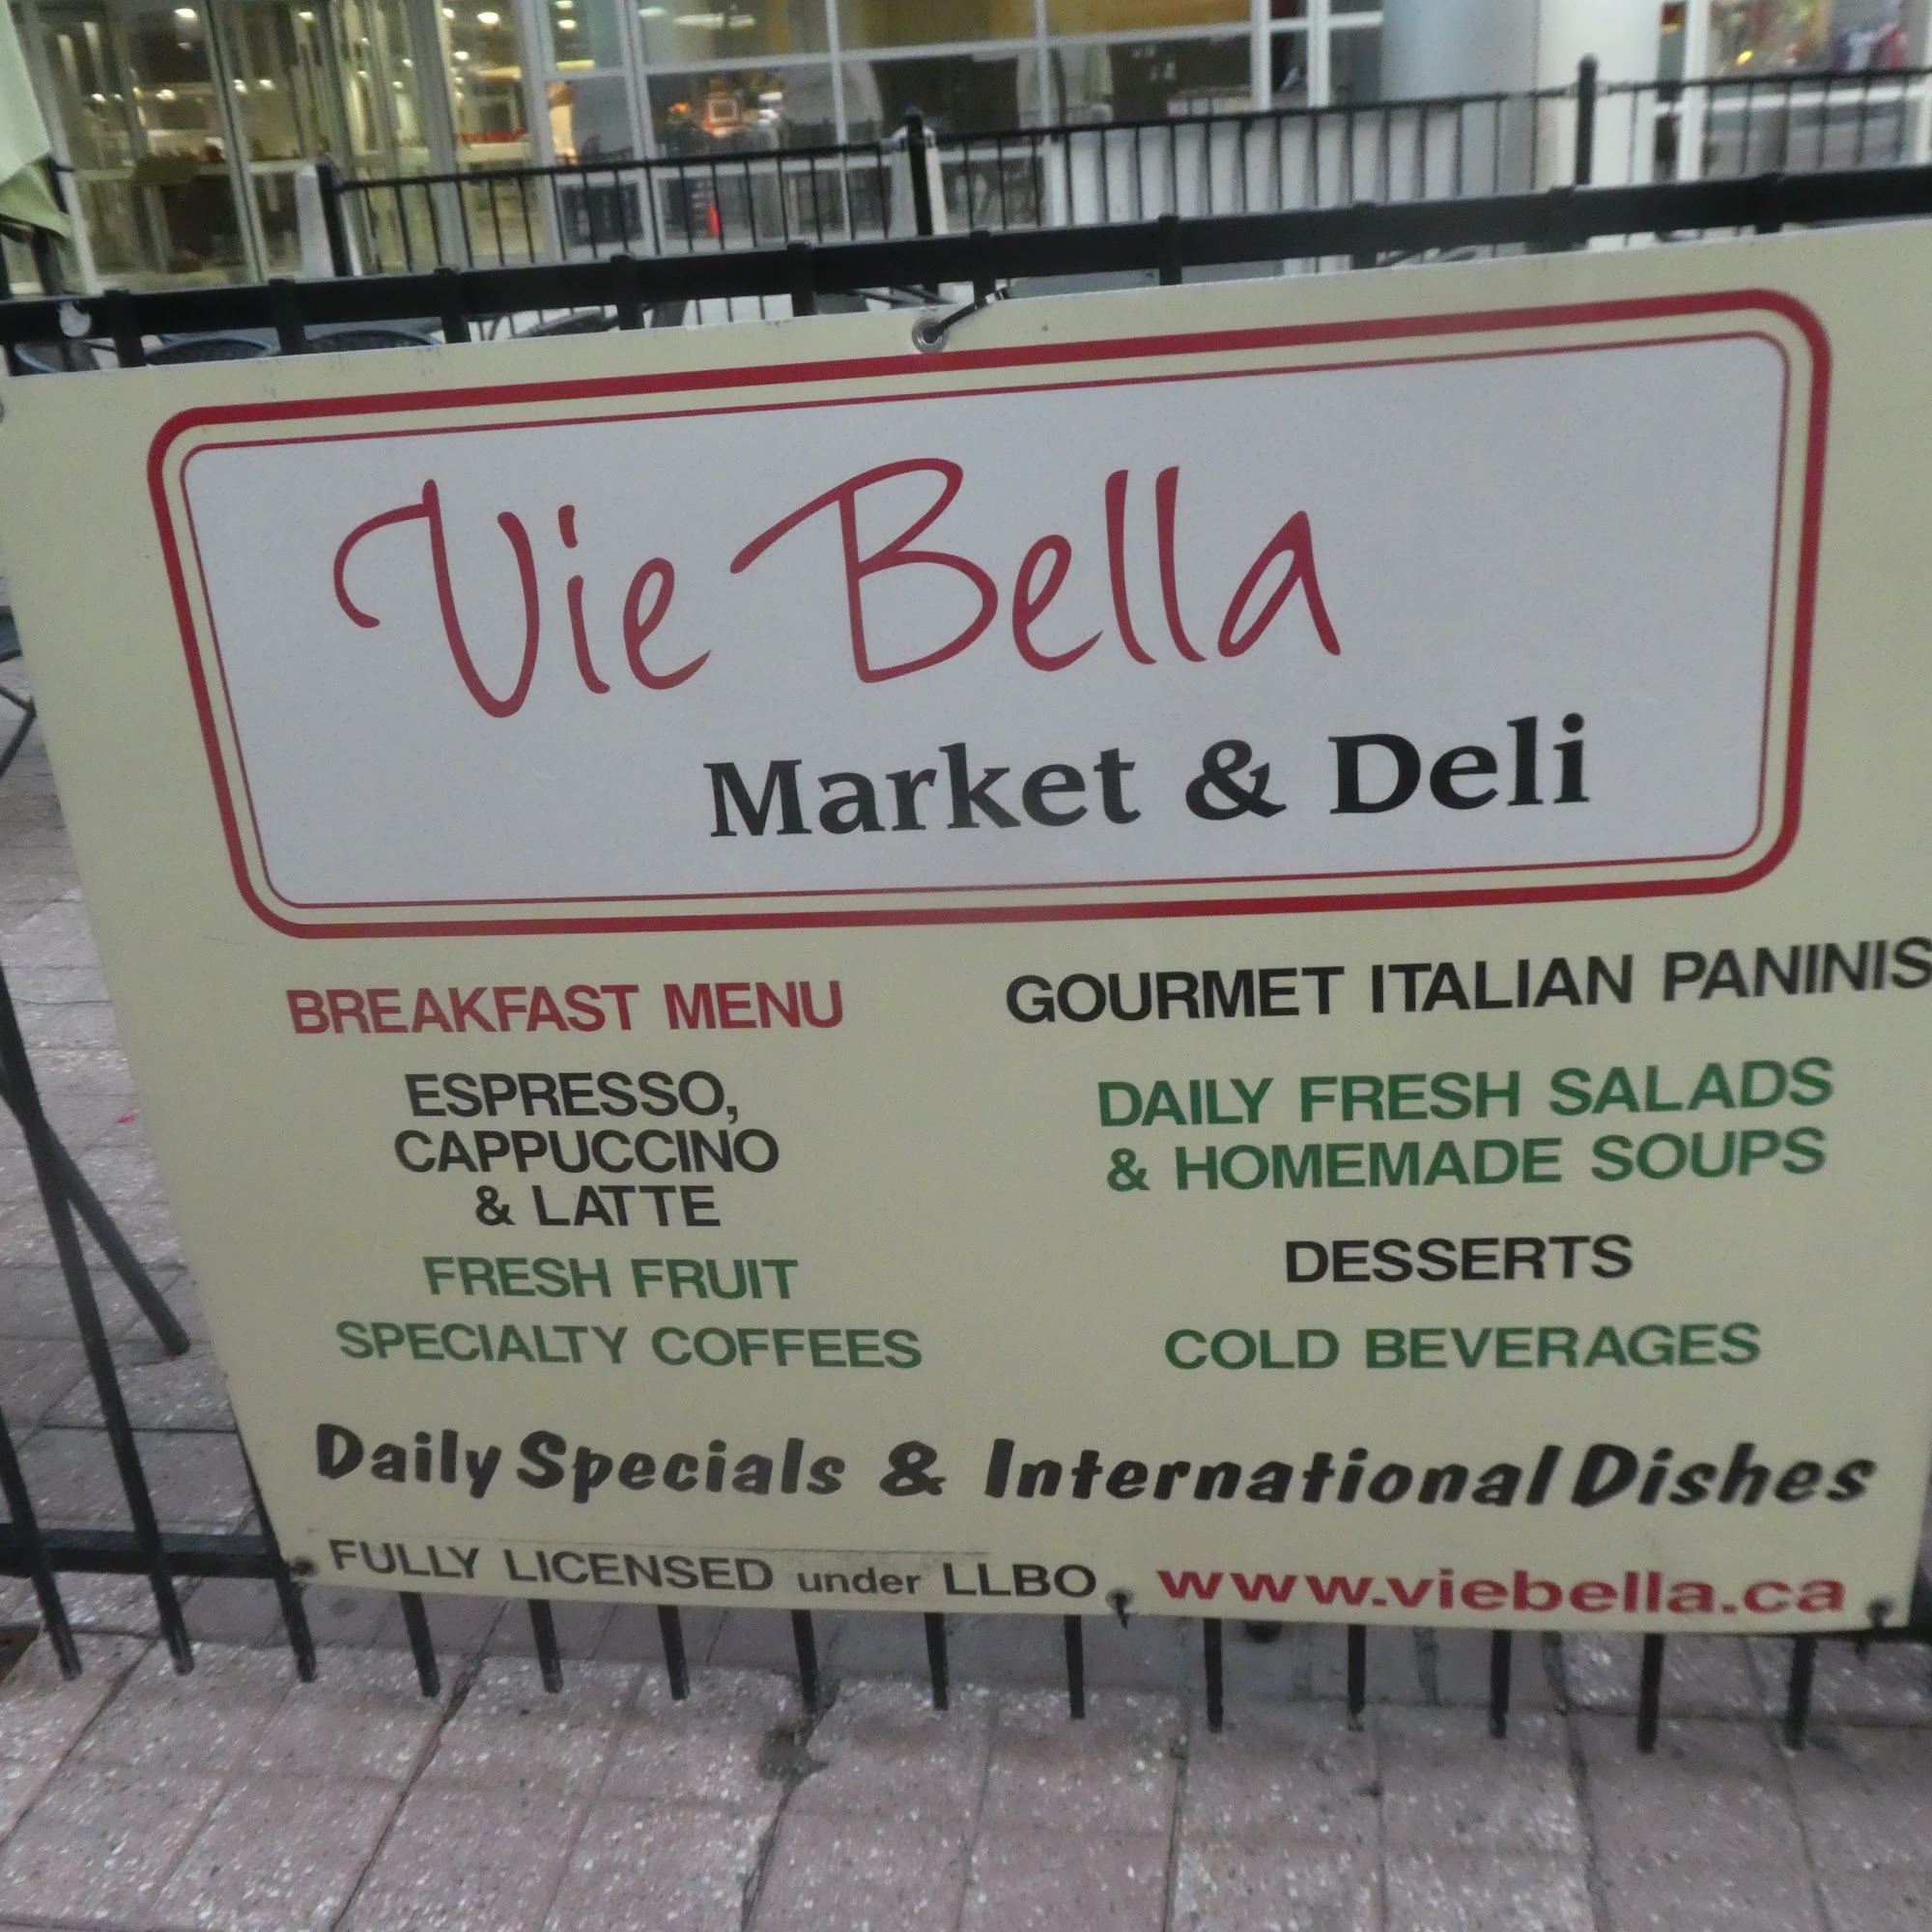 Vie Bella
Market & Deli
BREAKFAST MENU
ESPRESSO,
CAPPUCCINO
& LATTE
FRESH FRUIT
SPECIALTY COFFEES
GOURMET ITALIAN PANINIS
DAILY FRESH SALADS
& HOMEMADE SOUPS
DESSERTS
COLD BEVERAGES
Daily Specials & International Dishes
FULLY LICENSED under LLBO
www.viebella.ca